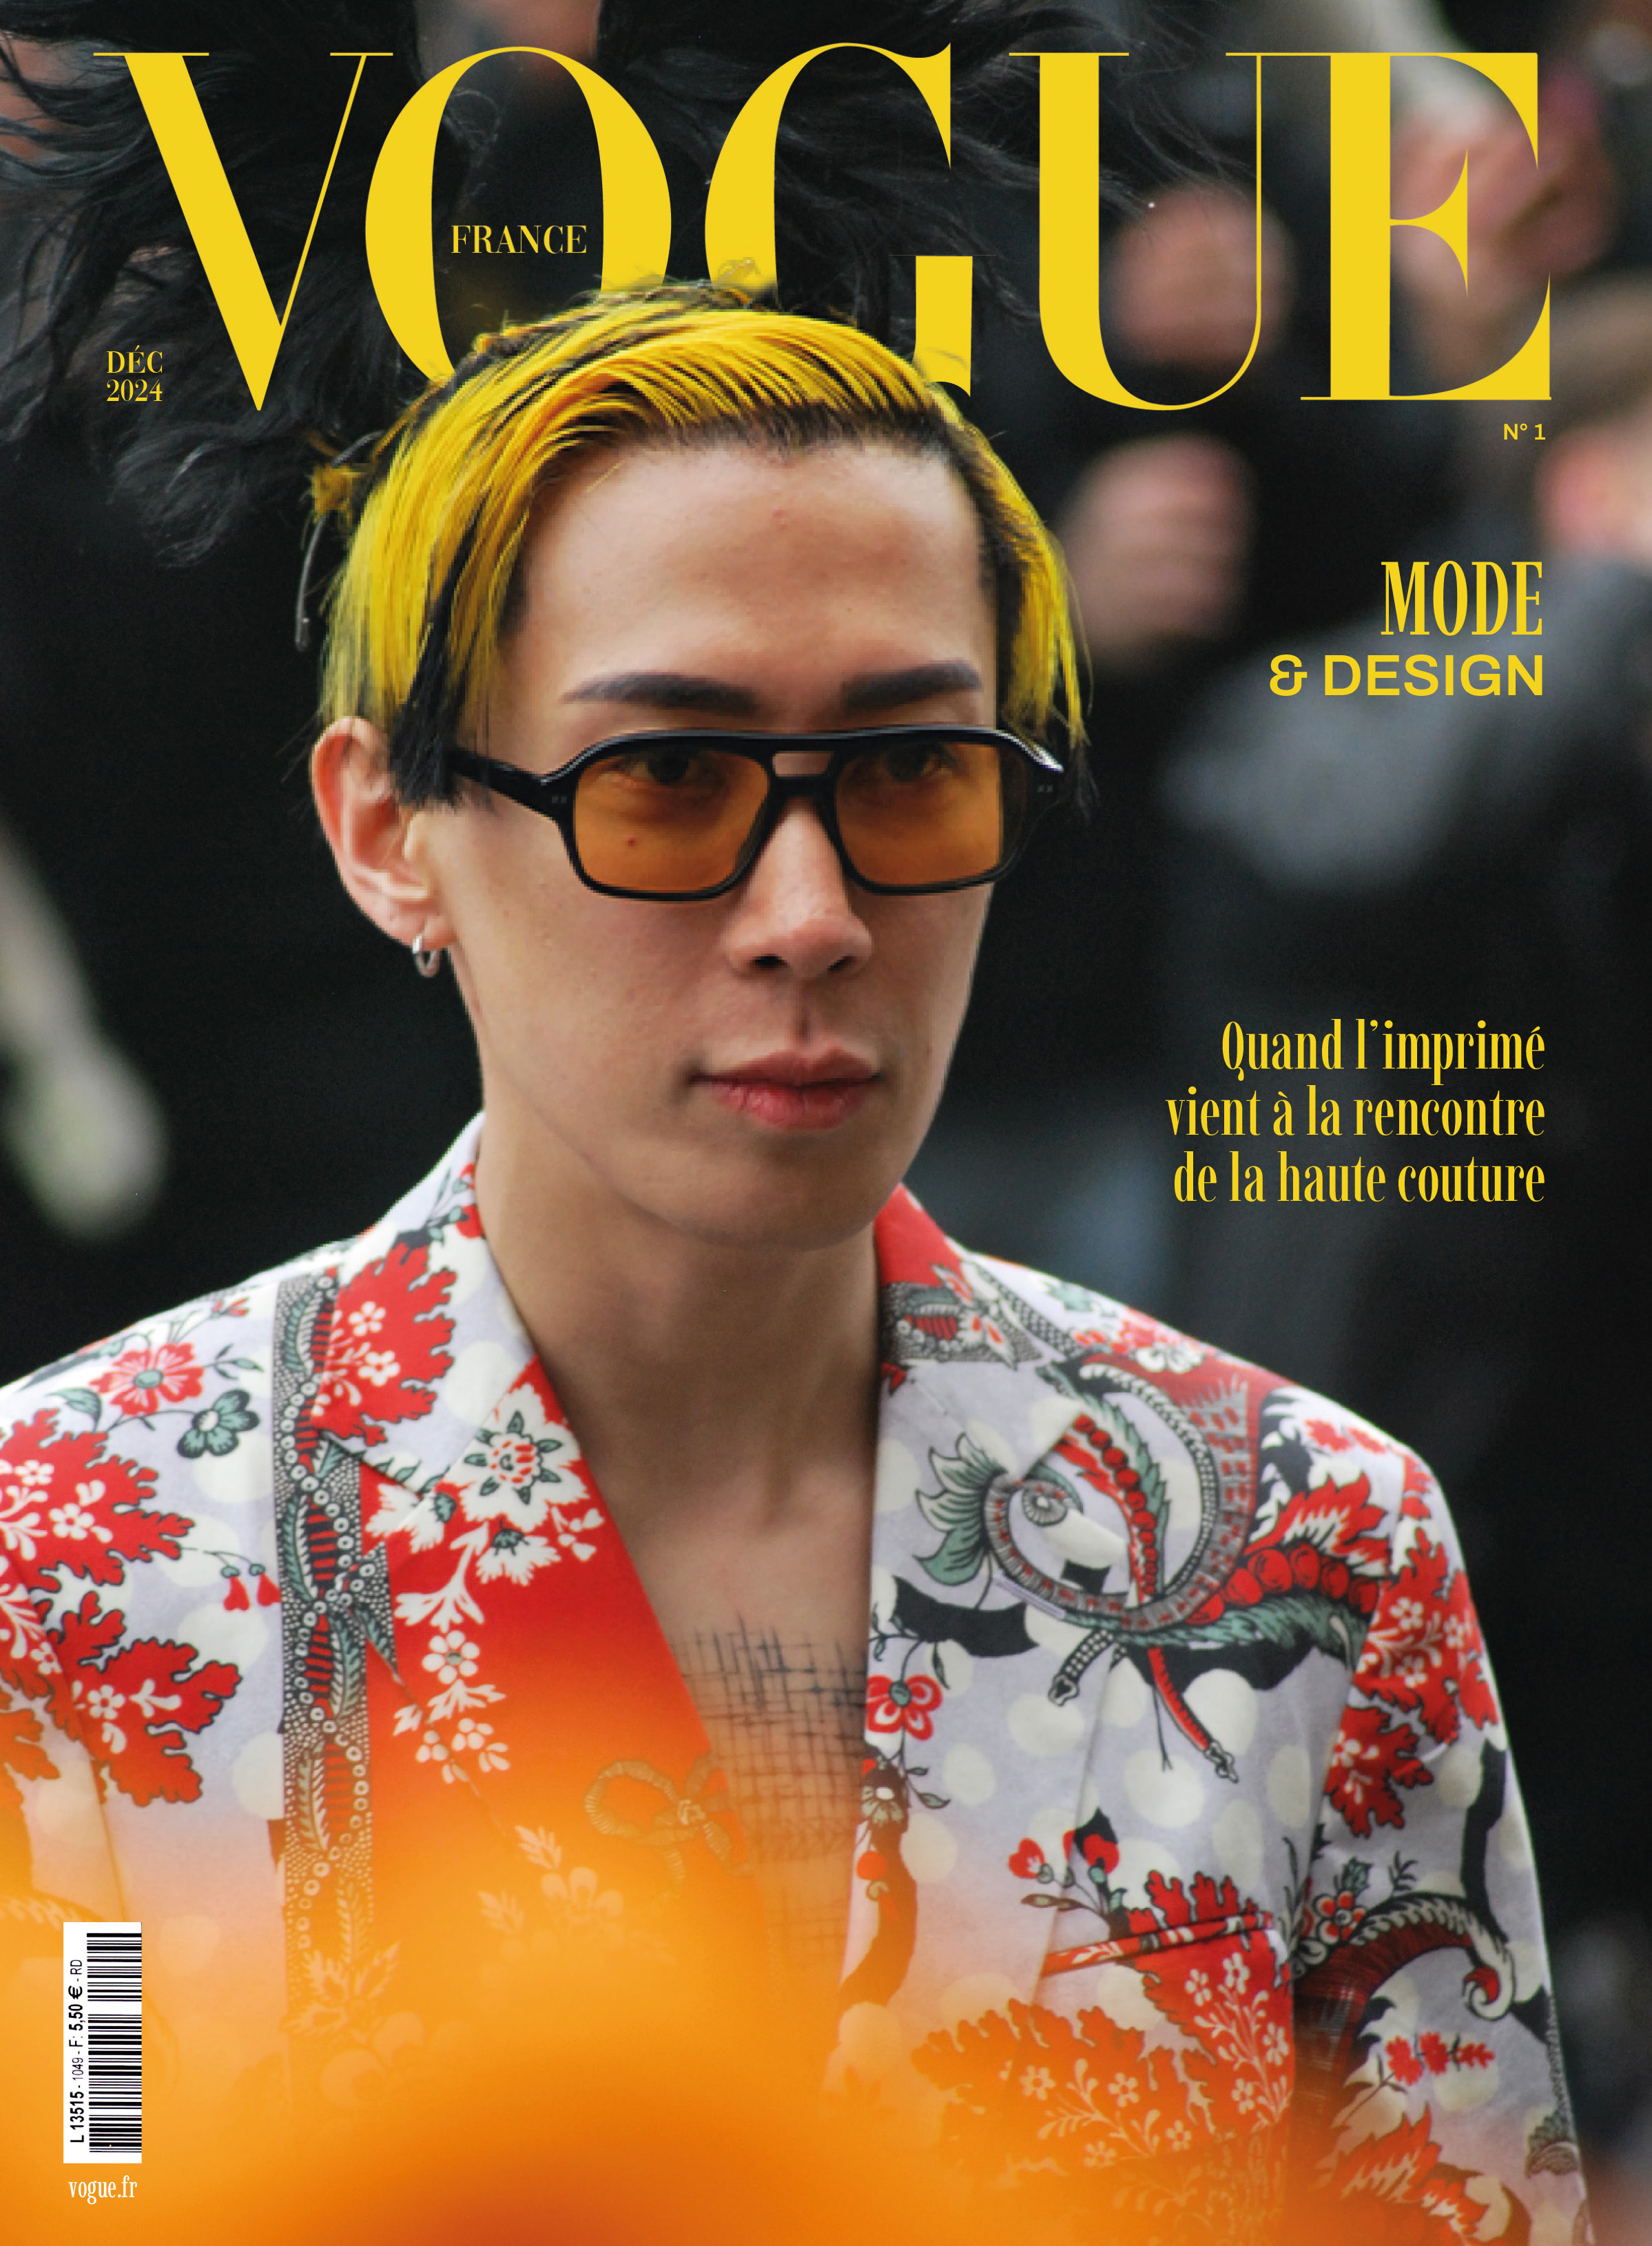 VOGUE
FRANCE
DÉC
2024
N° 1
MODE
& DESIGN
Quand l’imprimé
vient à la rencontre
de la haute couture
L 13515 - 1049 - F: 5,50 € - RD
vogue.fr